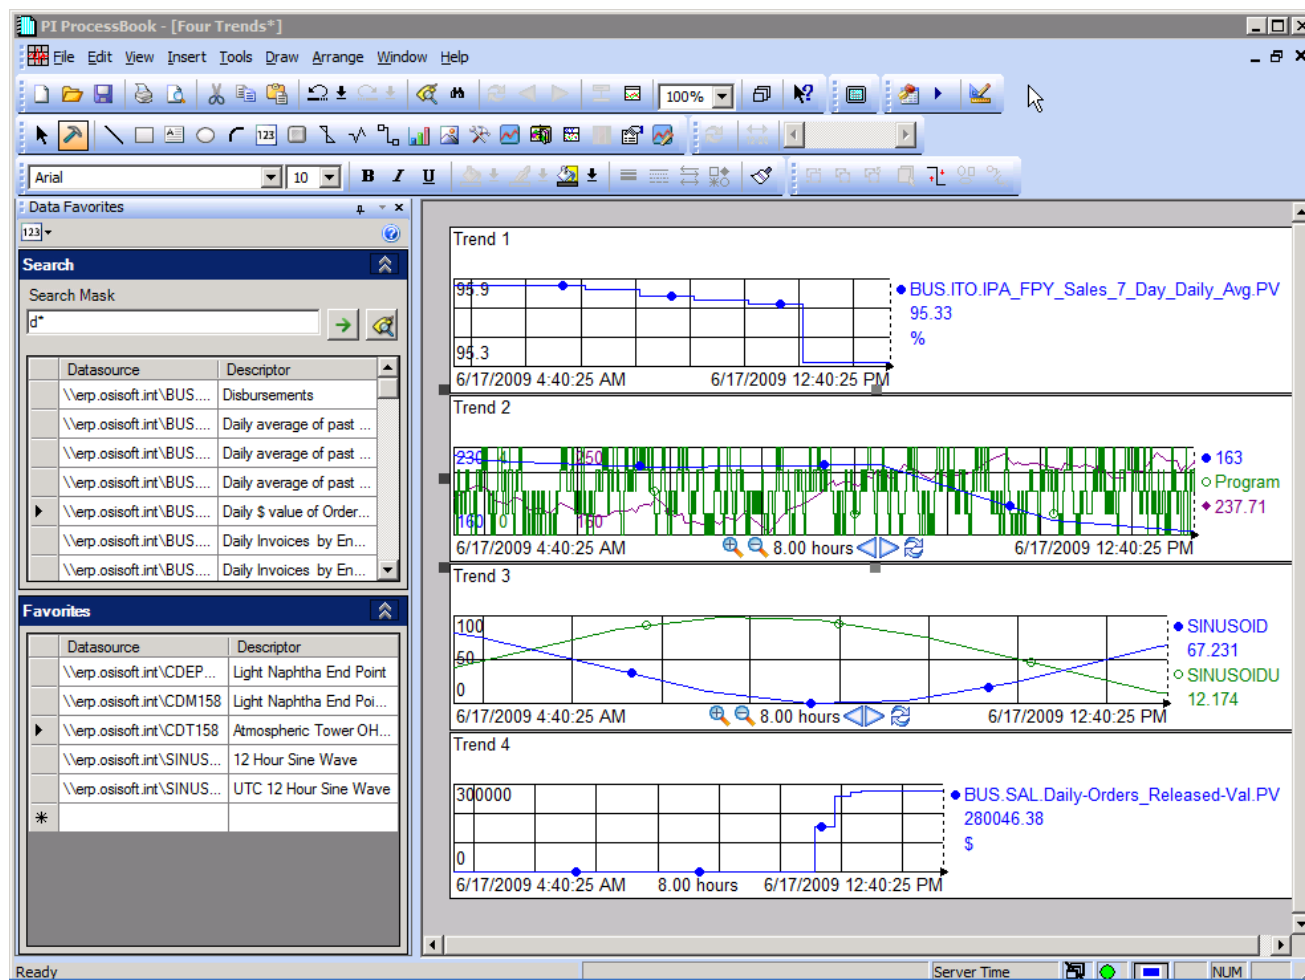 PI ProcessBook - [Four Trends*]
File Edit View Insert Tools Draw Arrange Window Help
100%
123
Arial 10 B I U
Data Favorites
123
Search
Search Mask
d*
Datasource Descriptor
\\erp.osisoft.int\BUS.... Disbursements
\\erp.osisoft.int\BUS.... Daily average of past ...
\\erp.osisoft.int\BUS.... Daily average of past ...
\\erp.osisoft.int\BUS.... Daily average of past ...
\\erp.osisoft.int\BUS.... Daily $ value of Order...
\\erp.osisoft.int\BUS.... Daily Invoices by En...
\\erp.osisoft.int\BUS.... Daily Invoices by En...
Favorites
Datasource Descriptor
\\erp.osisoft.int\CDEP... Light Naphtha End Point
\\erp.osisoft.int\CDM158 Light Naphtha End Poi...
\\erp.osisoft.int\CDT158 Atmospheric Tower OH...
\\erp.osisoft.int\SINUS... 12 Hour Sine Wave
\\erp.osisoft.int\SINUS... UTC 12 Hour Sine Wave
Trend 1
95.9
95.3
6/17/2009 4:40:25 AM 6/17/2009 12:40:25 PM
BUS.ITO.IPA_FPY_Sales_7_Day_Daily_Avg.PV
95.33
%
Trend 2
230 4 250
160 0 150
6/17/2009 4:40:25 AM 8.00 hours 6/17/2009 12:40:25 PM
163
Program
237.71
Trend 3
100
50
0
6/17/2009 4:40:25 AM 8.00 hours 6/17/2009 12:40:25 PM
SINUSOID
67.231
SINUSOIDU
12.174
Trend 4
300000
0
6/17/2009 4:40:25 AM 8.00 hours 6/17/2009 12:40:25 PM
BUS.SAL.Daily-Orders_Released-Val.PV
280046.38
$
Ready Server Time NUM